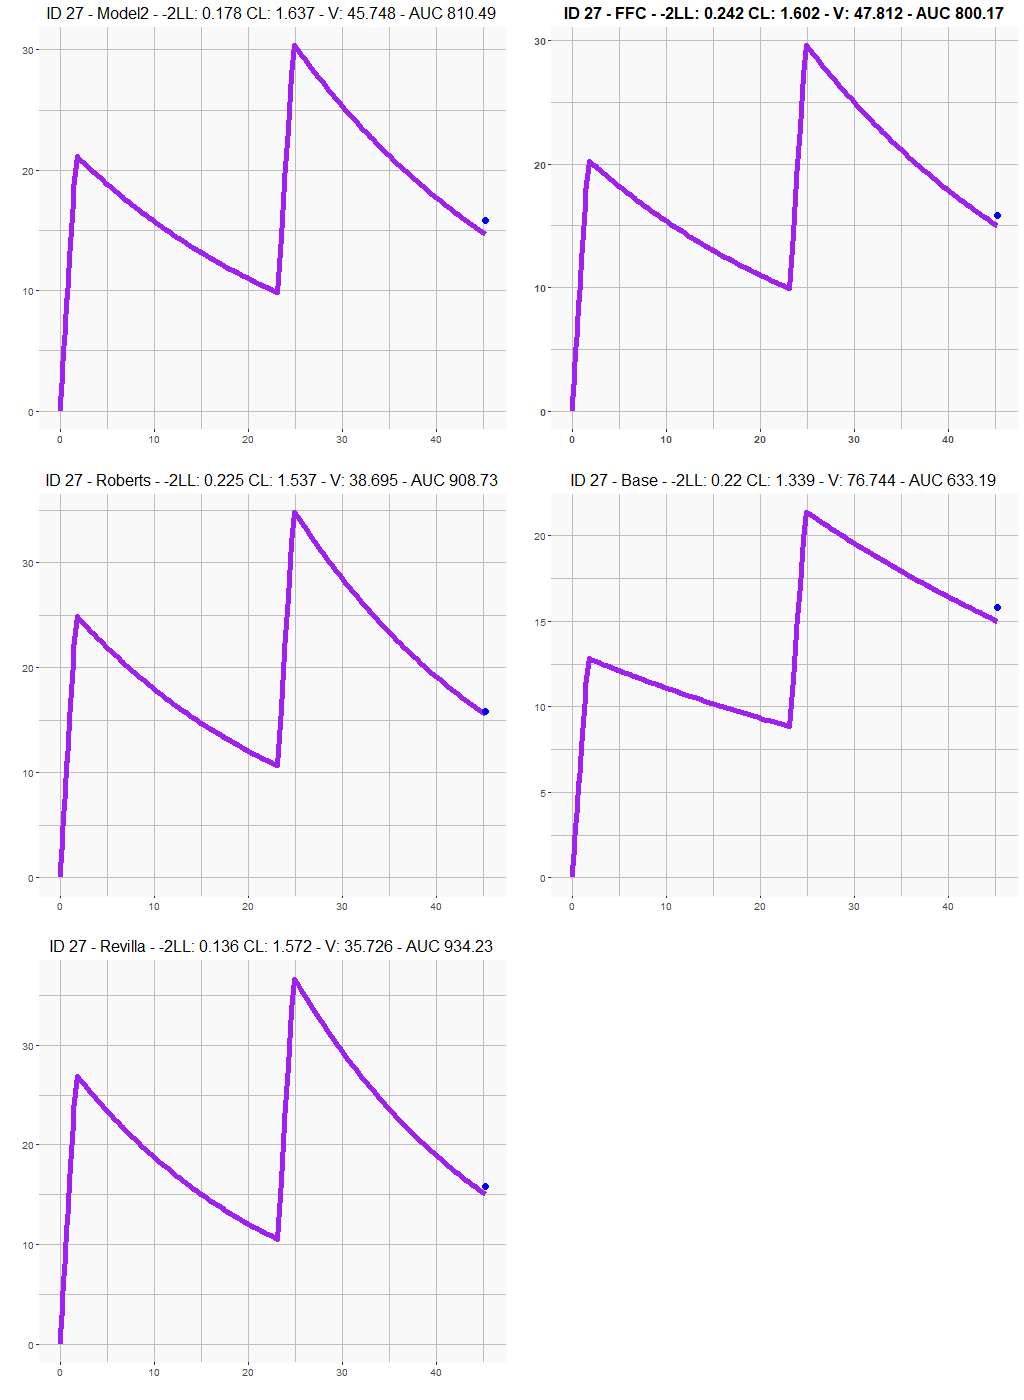 ID 27 - Model2 - -2LL: 0.178 CL: 1.637 - V: 45.748 - AUC 810.49
30
20
10
0
0 10 20 30 40
ID 27 - FFC - -2LL: 0.242 CL: 1.602 - V: 47.812 - AUC 800.17
30
20
10
0
0 10 20 30 40
ID 27 - Roberts - -2LL: 0.225 CL: 1.537 - V: 38.695 - AUC 908.73
30
20
10
0
0 10 20 30 40
ID 27 - Base - -2LL: 0.22 CL: 1.339 - V: 76.744 - AUC 633.19
20
15
10
5
0
0 10 20 30 40
ID 27 - Revilla - -2LL: 0.136 CL: 1.572 - V: 35.726 - AUC 934.23
30
20
10
0
0 10 20 30 40